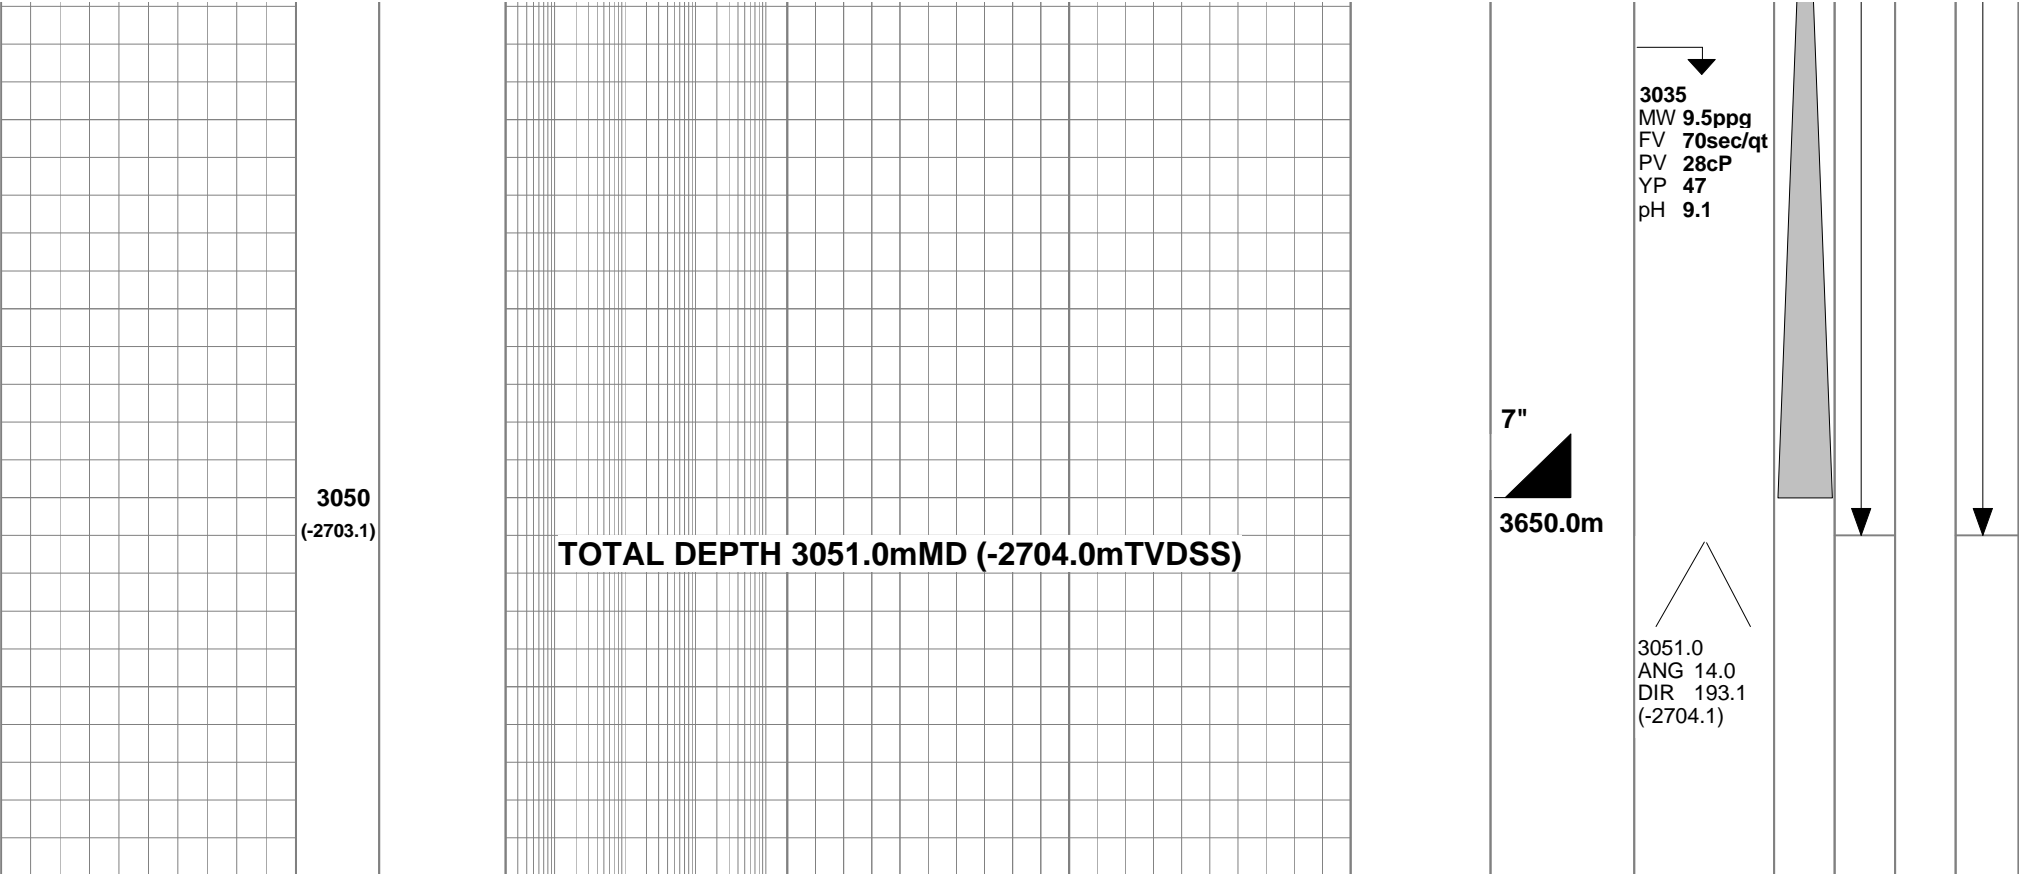 3050
(-2703.1)
TOTAL DEPTH 3051.0mMD (-2704.0mTVDSS)
7"
3650.0m
3035
MW 9.5ppg
FV 70sec/qt
PV 28cP
YP 47
pH 9.1
3051.0
ANG 14.0
DIR 193.1
(-2704.1)